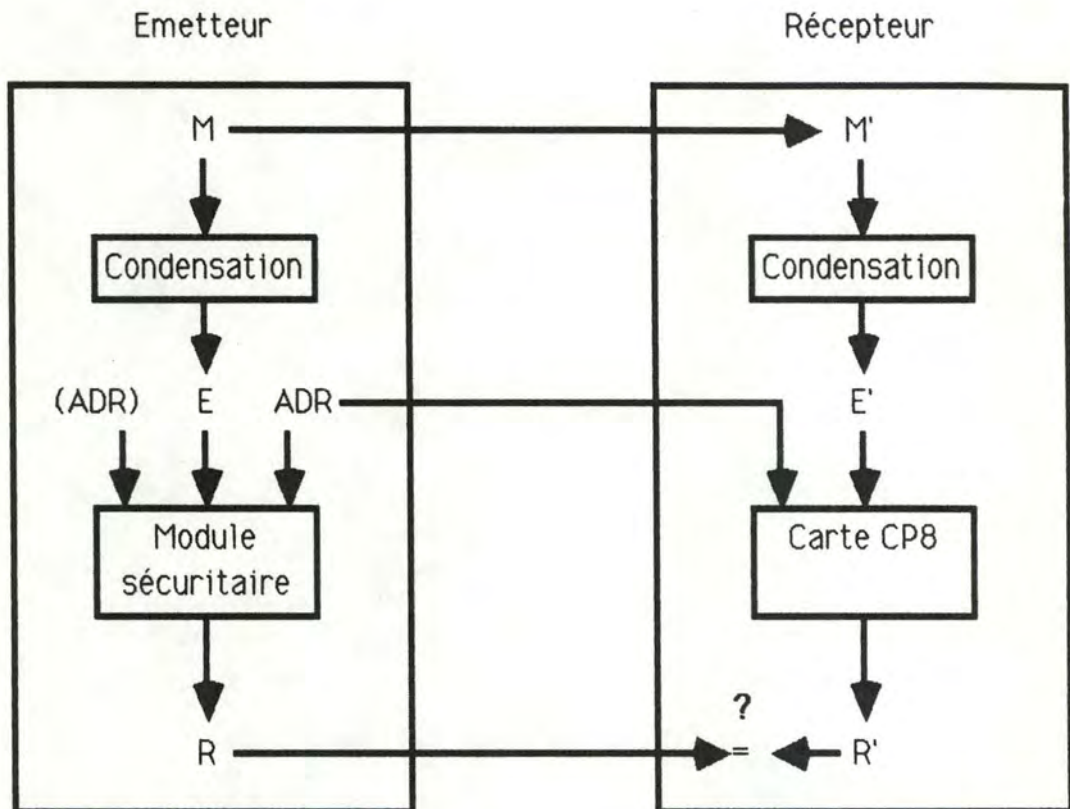 Emetteur Récepteur
M M'
Condensation Condensation
(ADR) E ADR E'
Module Carte CP8
sécuritaire
?
R = R'